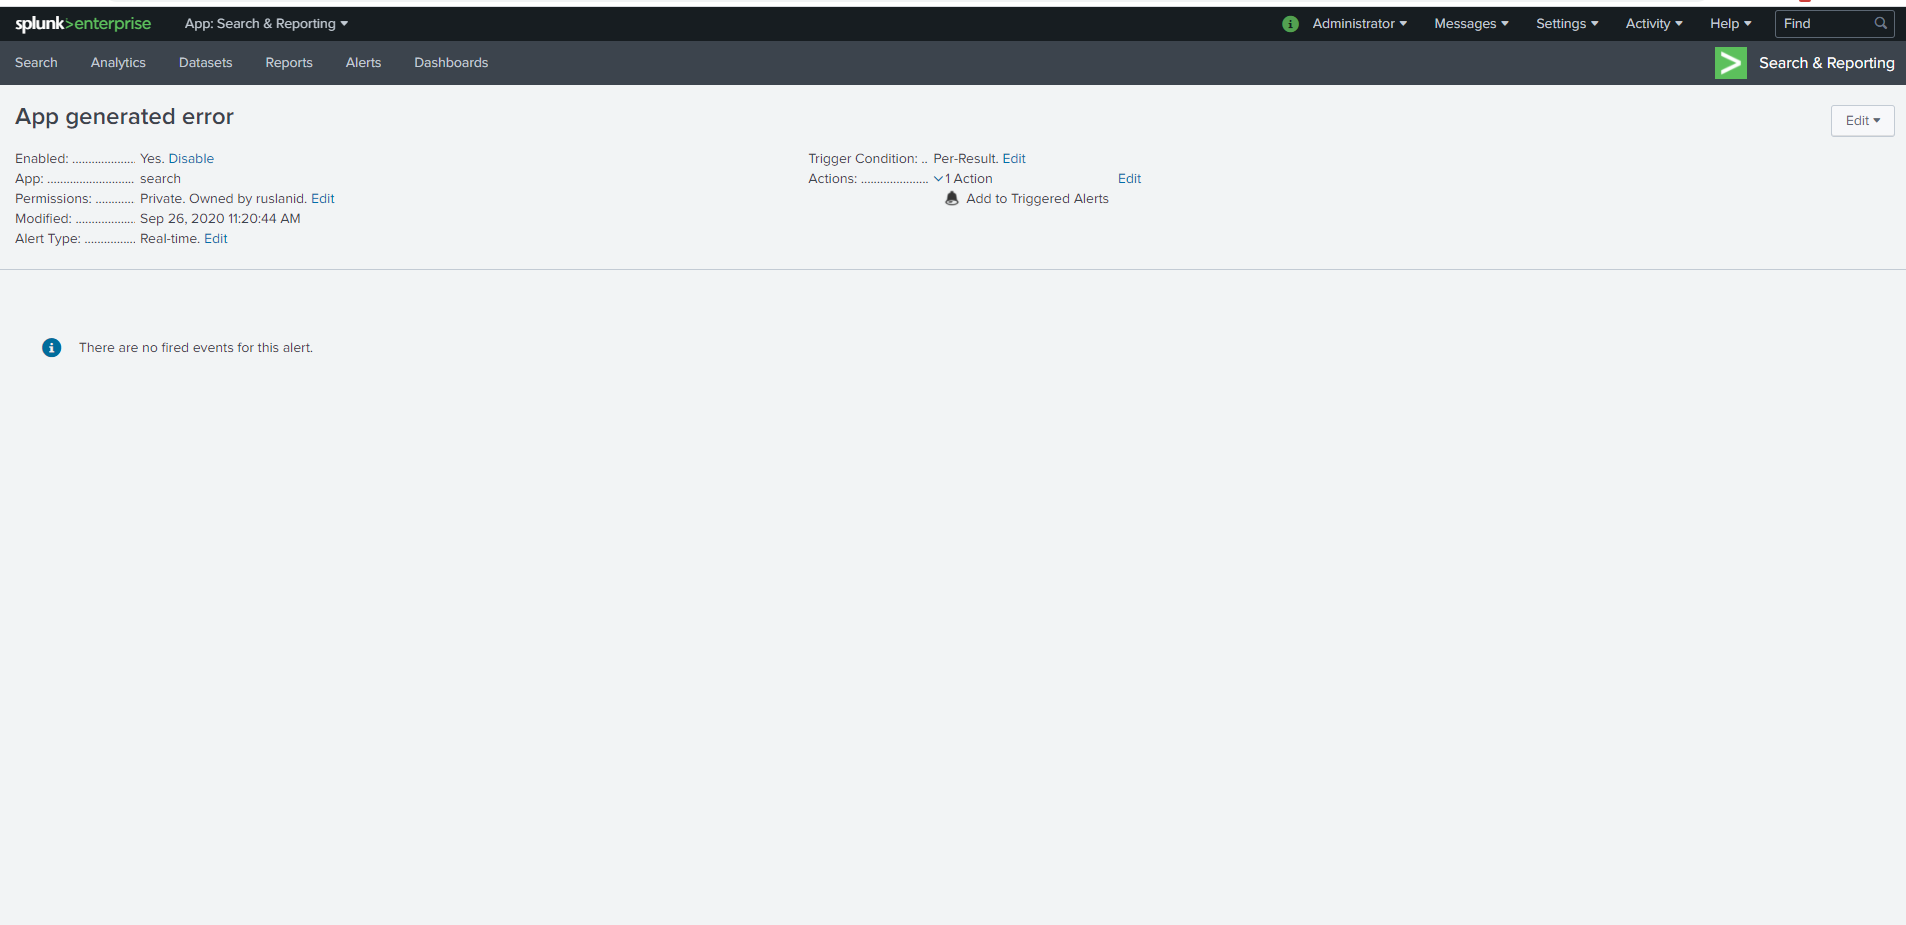 splunk>enterprise App: Search & Reporting i Administrator Messages Settings Activity Help Find
Search Analytics Datasets Reports Alerts Dashboards Search & Reporting
App generated error
Edit
Enabled: ................... Yes. Disable
App: .......................... search
Permissions: ............ Private. Owned by ruslanid. Edit
Modified: .................. Sep 26, 2020 11:20:44 AM
Alert Type: ................ Real-time. Edit
Trigger Condition: .. Per-Result. Edit
Actions: ..................... 1 Action Edit
Add to Triggered Alerts
i There are no fired events for this alert.